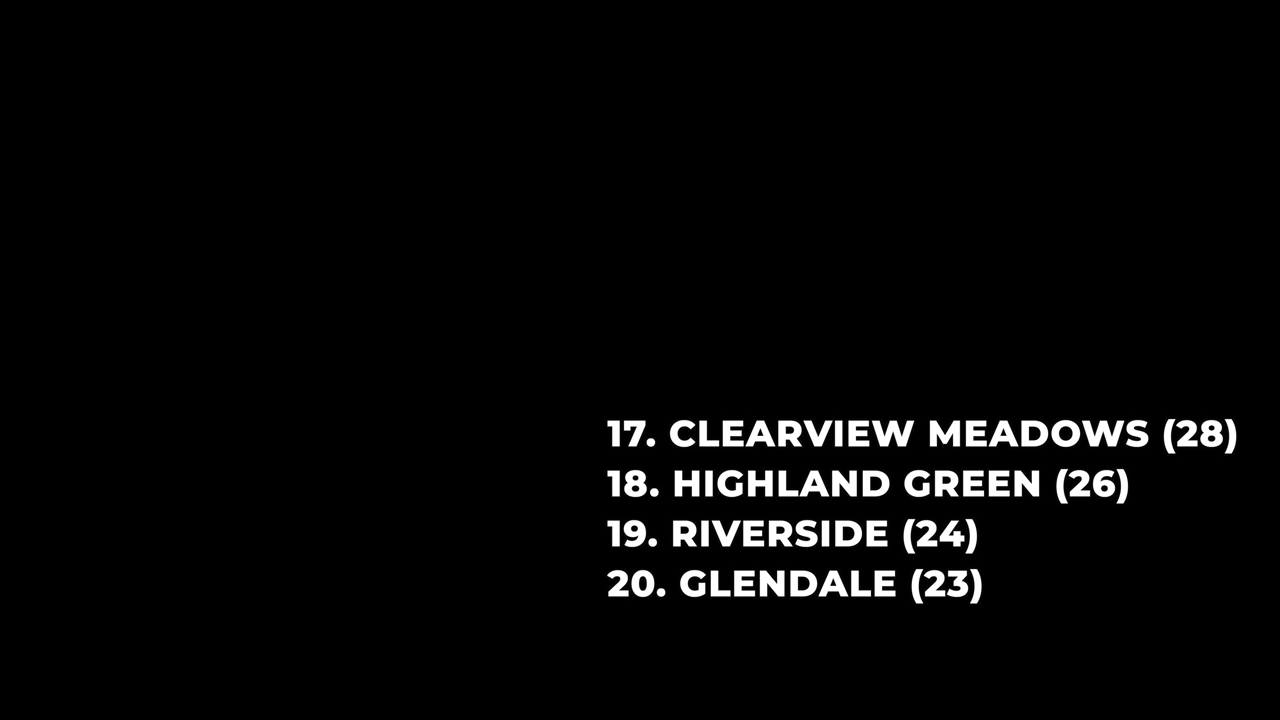 17. CLEARVIEW MEADOWS (28)
18. HIGHLAND GREEN (26)
19. RIVERSIDE (24)
20. GLENDALE (23)